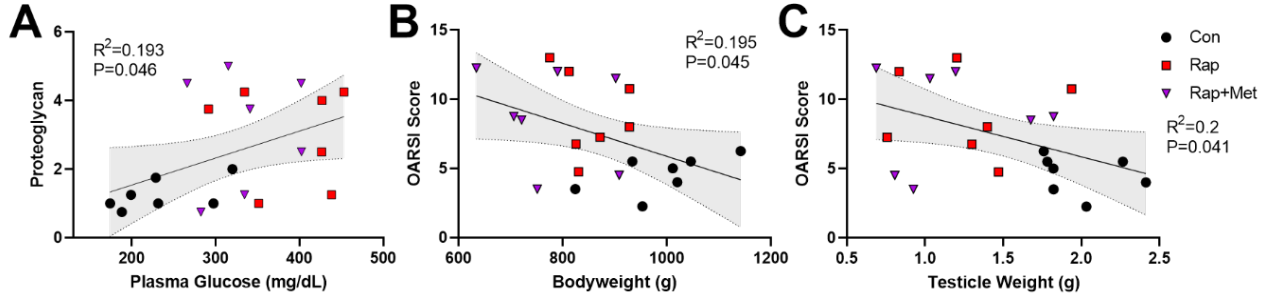 A
R²=0.193
P=0.046
Proteoglycan
6
4
2
0
200
300
400
500
Plasma Glucose (mg/dL)
B
R²=0.195
P=0.045
OARSI Score
15
10
5
0
600
800
1000
1200
Bodyweight (g)
C
OARSI Score
15
10
5
0
0.5
1.0
1.5
2.0
2.5
Testicle Weight (g)
Con
Rap
Rap+Met
R²=0.2
P=0.041